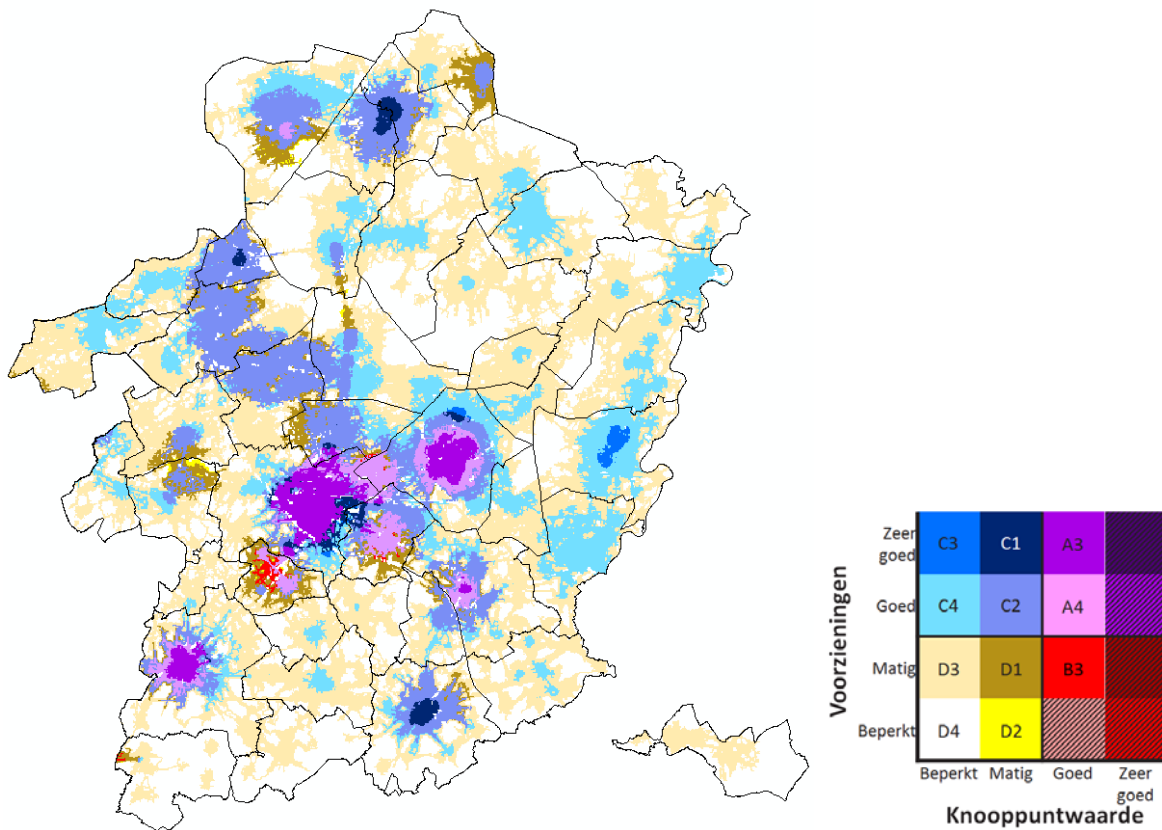 Voorzieningen
Zeer goed
C3 C1 A3
Goed
C4 C2 A4
Matig
D3 D1 B3
Beperkt
D4 D2
Beperkt Matig Goed Zeer goed
Knooppuntwaarde